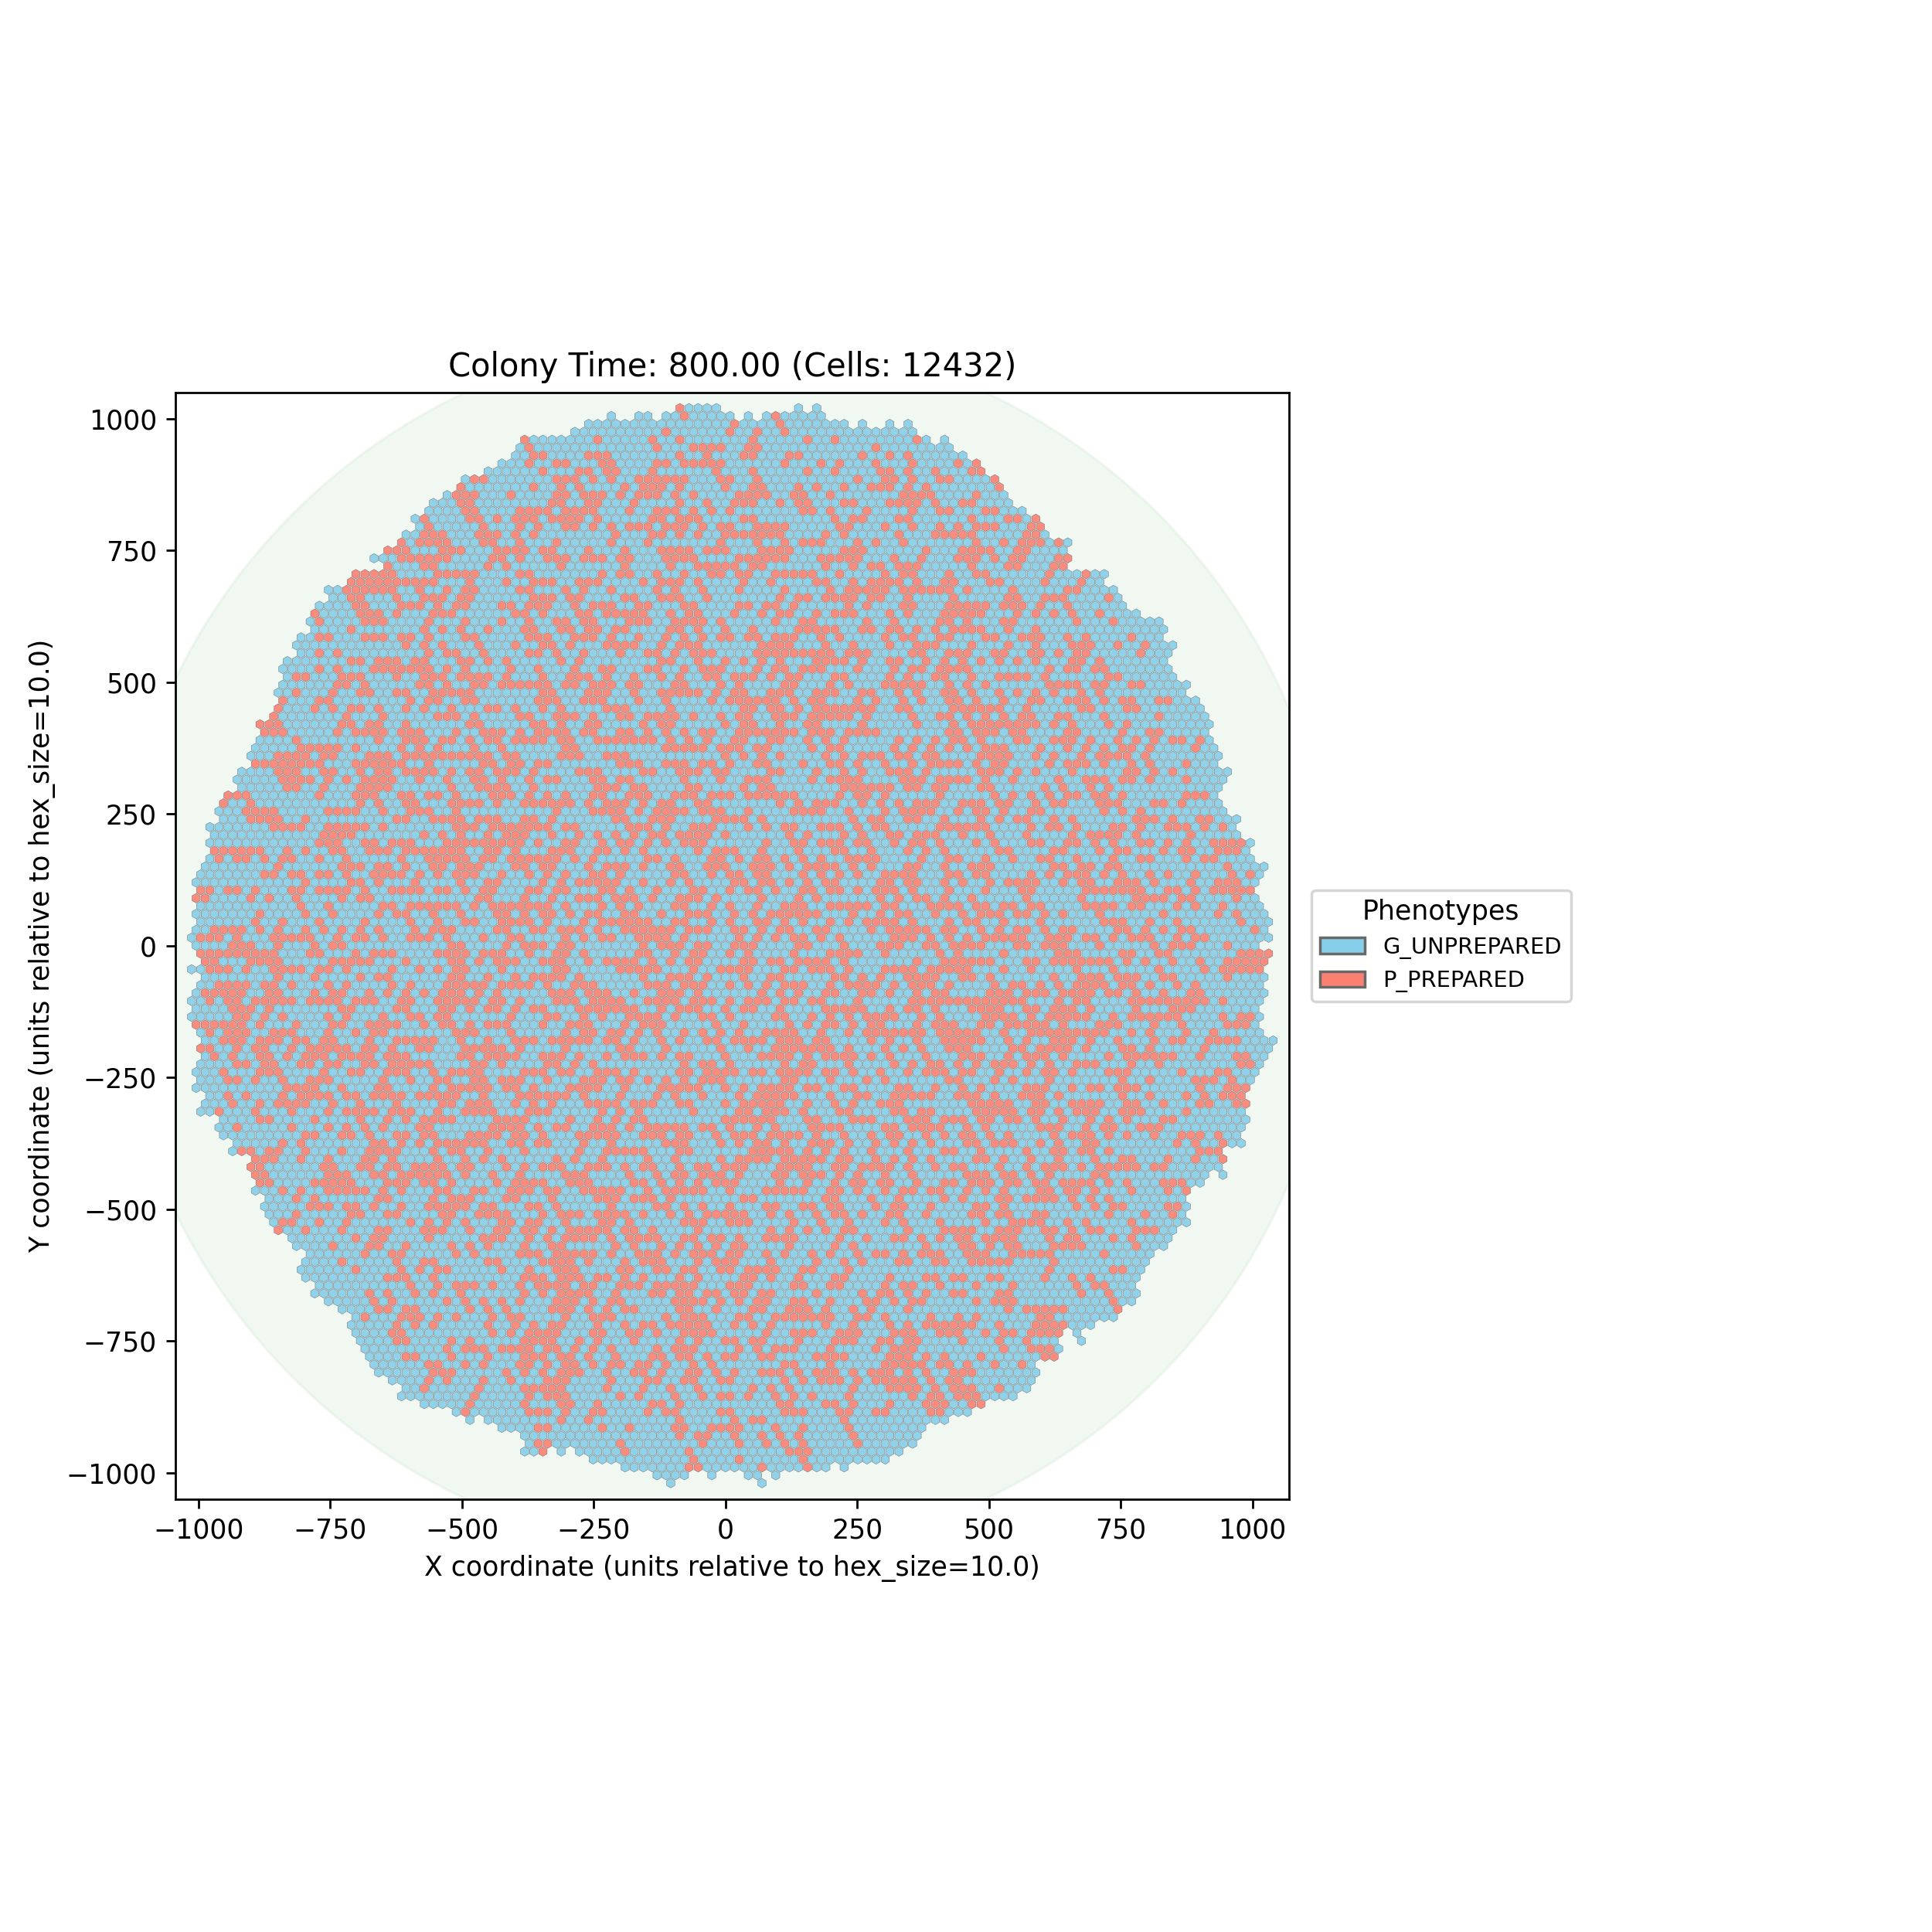 Colony Time: 800.00 (Cells: 12432)
Y coordinate (units relative to hex_size=10.0)
1000
750
500
250
0
−250
−500
−750
−1000
−1000 −750 −500 −250 0 250 500 750 1000
X coordinate (units relative to hex_size=10.0)
Phenotypes
G_UNPREPARED
P_PREPARED